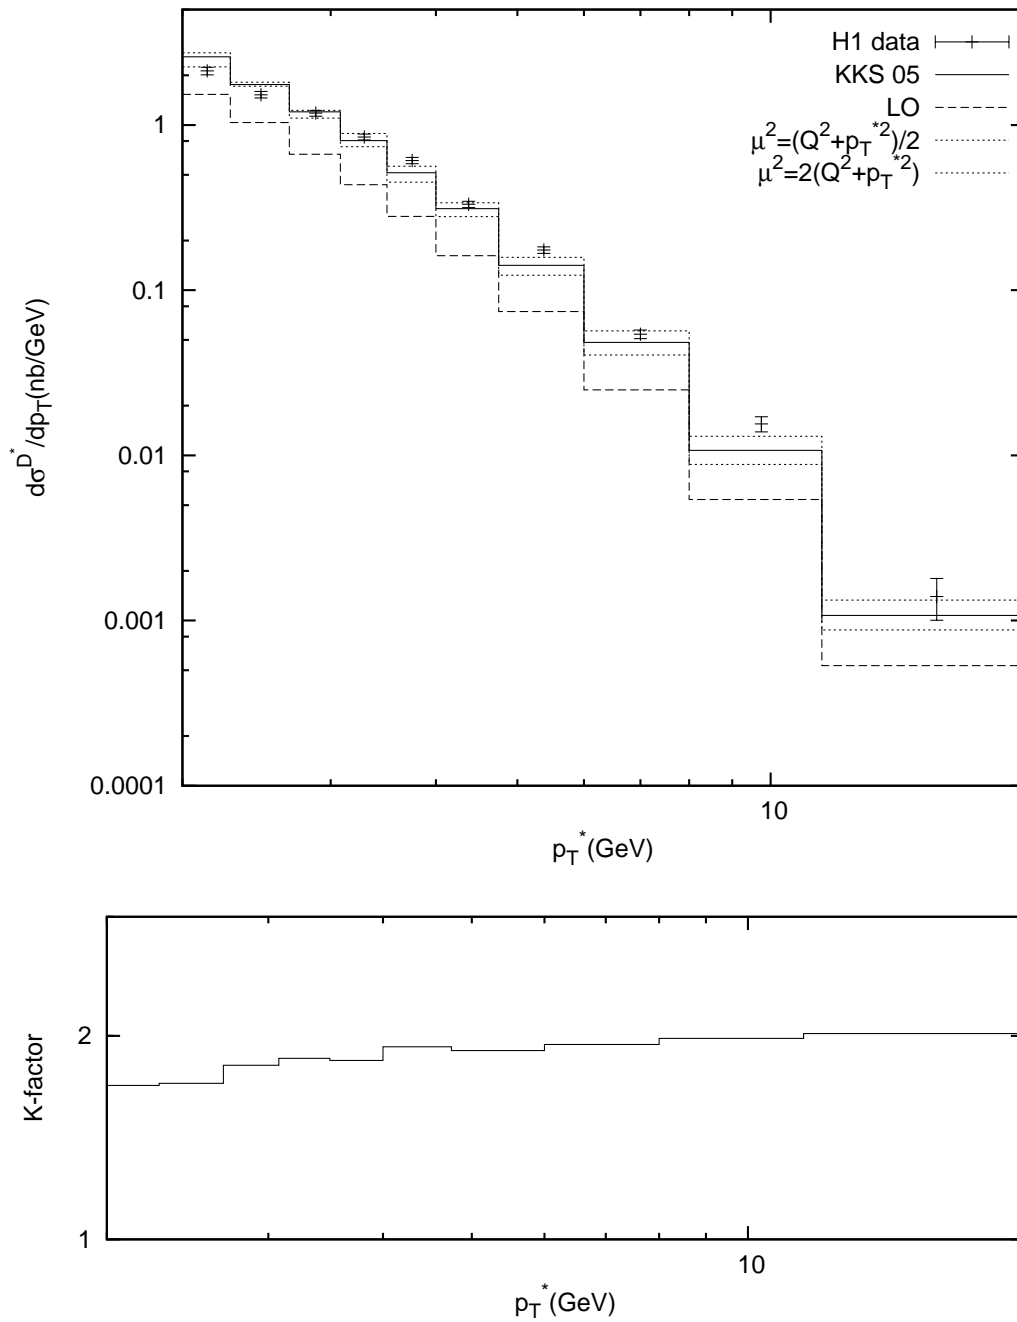 H1 data
KKS 05
LO
μ²=(Q²+p_T^*²)/2
μ²=2(Q²+p_T^*²)
1
0.1
0.01
0.001
0.0001
dσ^D*/dp_T(nb/GeV)
10
p_T^*(GeV)
2
1
K-factor
10
p_T^*(GeV)